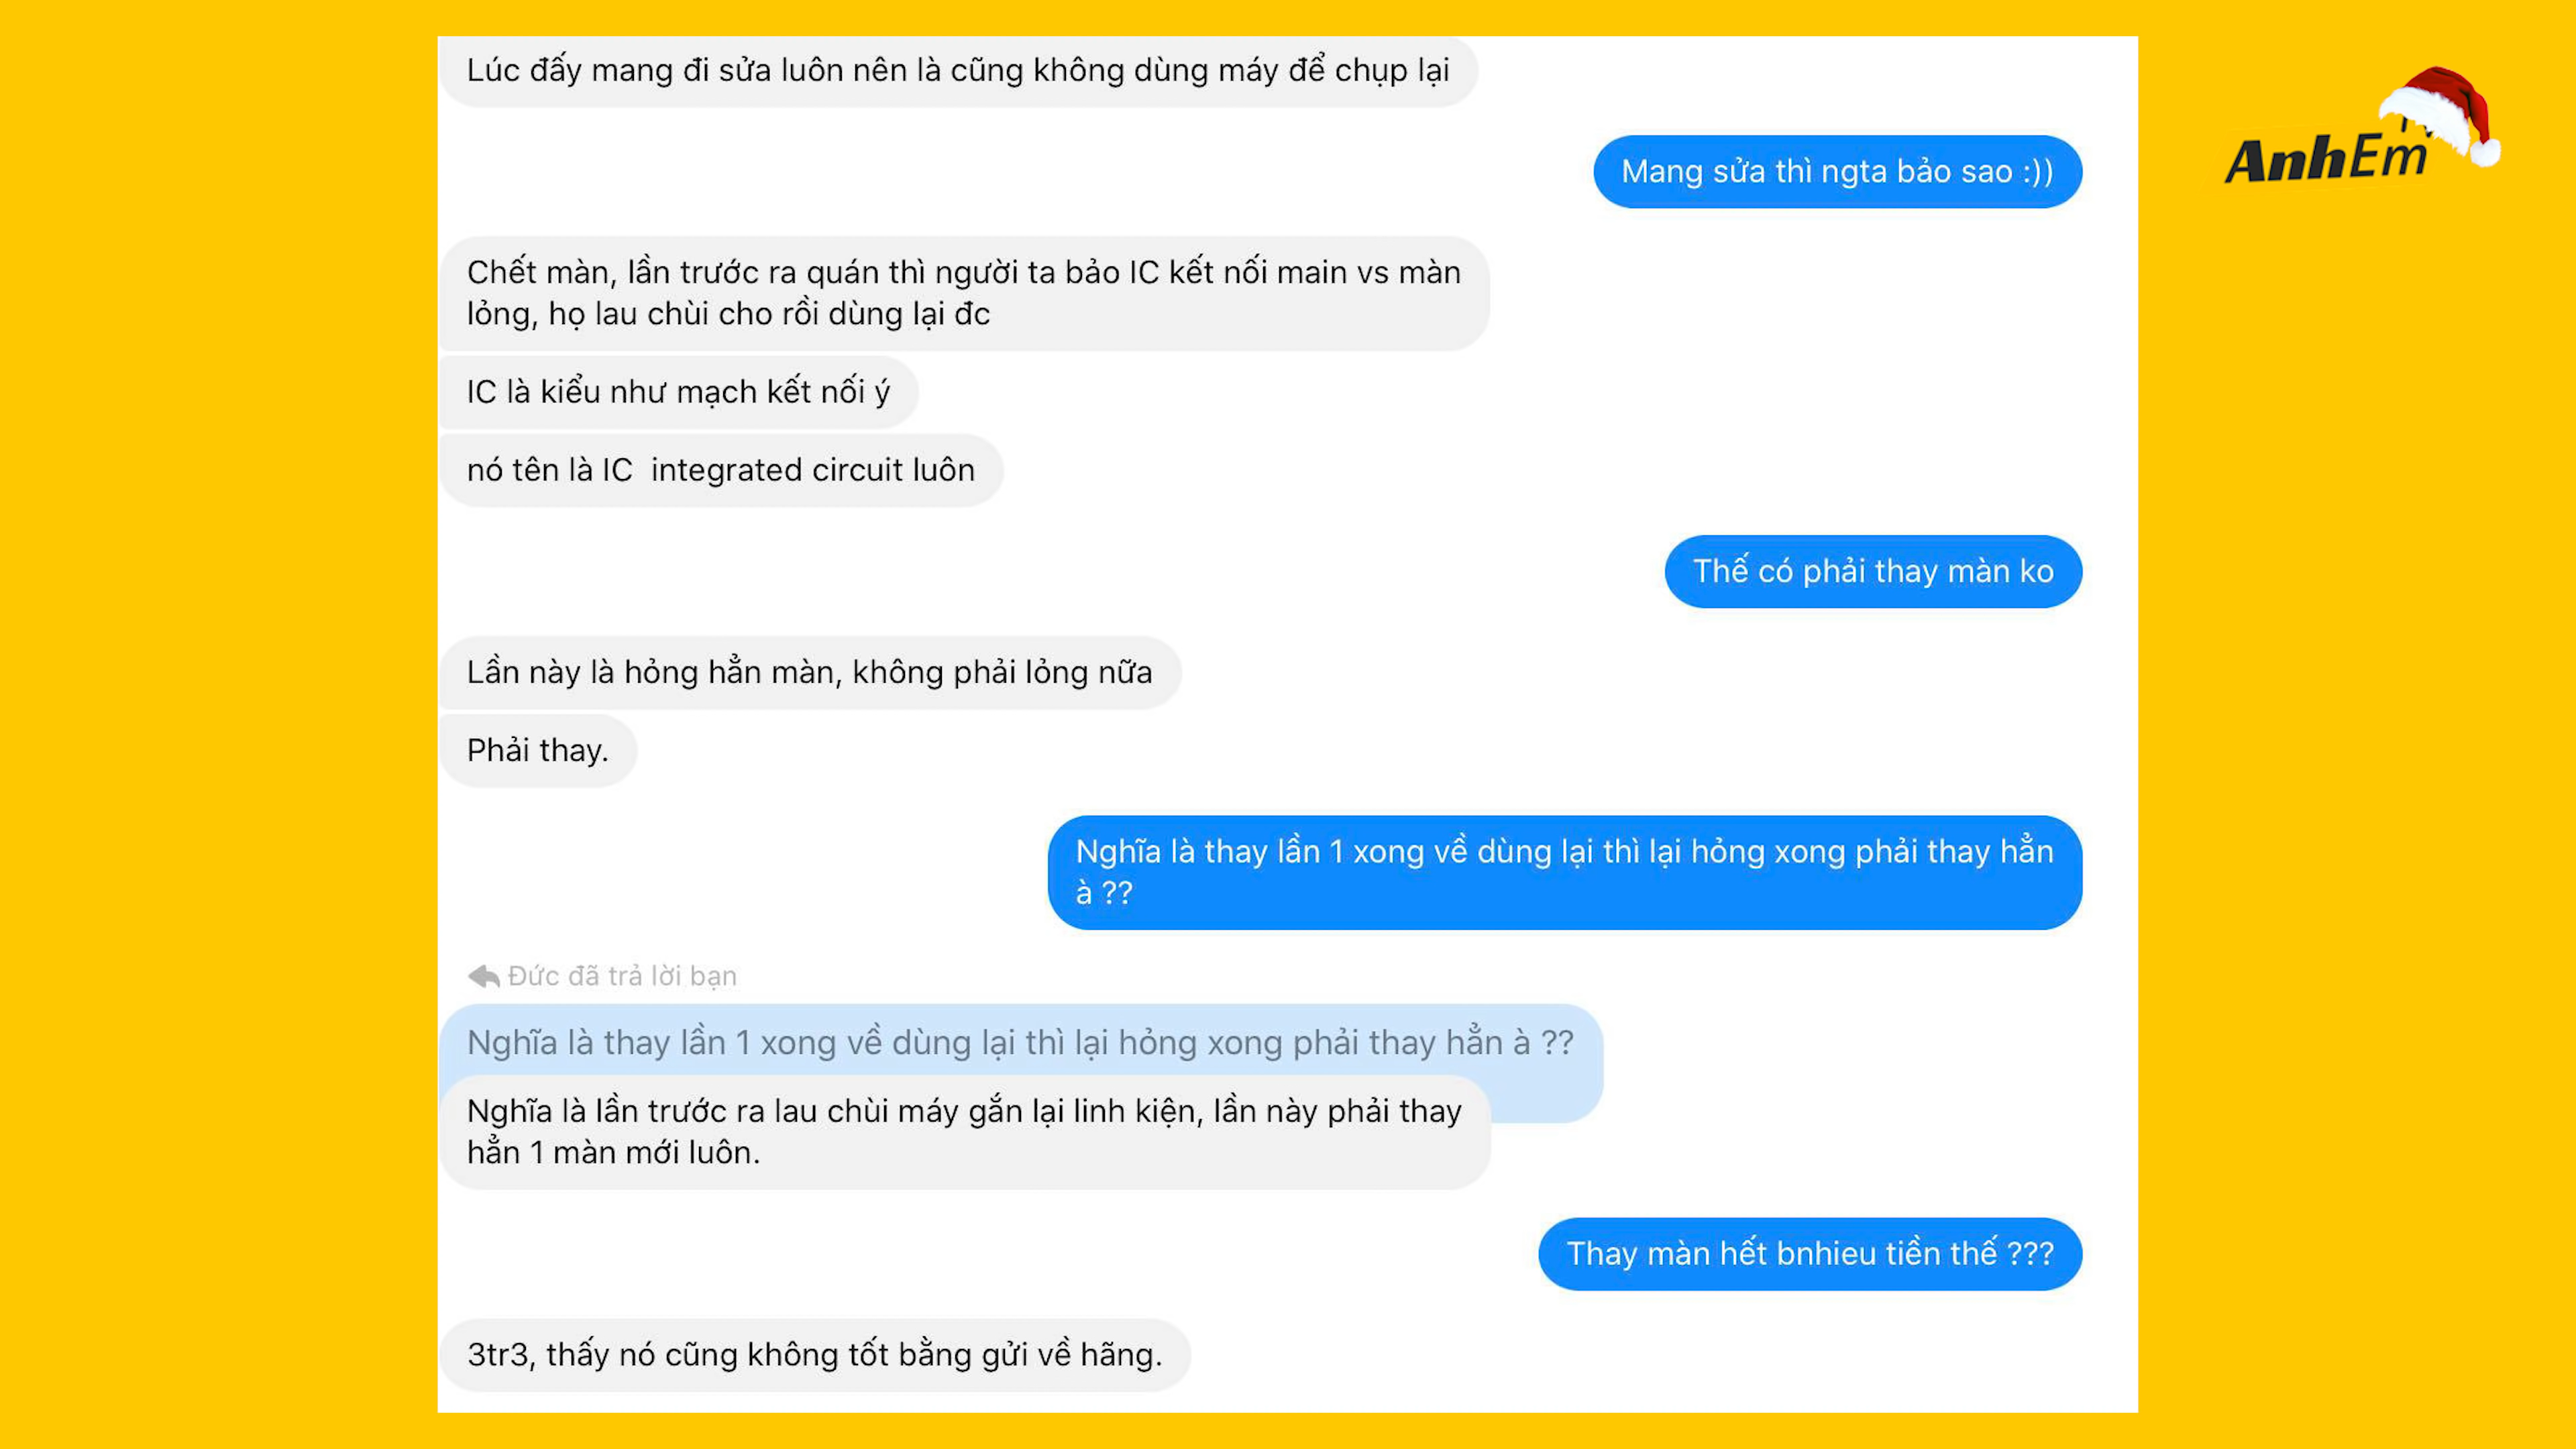 Lúc đấy mang đi sửa luôn nên là cũng không dùng máy để chụp lại
AnhEm
Mang sửa thì ngta bảo sao :))
Chết màn, lần trước ra quán thì người ta bảo IC kết nối main vs màn
lỏng, họ lau chùi cho rồi dùng lại đc
IC là kiểu như mạch kết nối ý
nó tên là IC  integrated circuit luôn
Thế có phải thay màn ko
Lần này là hỏng hẳn màn, không phải lỏng nữa
Phải thay.
Nghĩa là thay lần 1 xong về dùng lại thì lại hỏng xong phải thay hẳn
à ??
Đức đã trả lời bạn
Nghĩa là thay lần 1 xong về dùng lại thì lại hỏng xong phải thay hẳn à ??
Nghĩa là lần trước ra lau chùi máy gắn lại linh kiện, lần này phải thay
hẳn 1 màn mới luôn.
Thay màn hết bnhieu tiền thế ???
3tr3, thấy nó cũng không tốt bằng gửi về hãng.